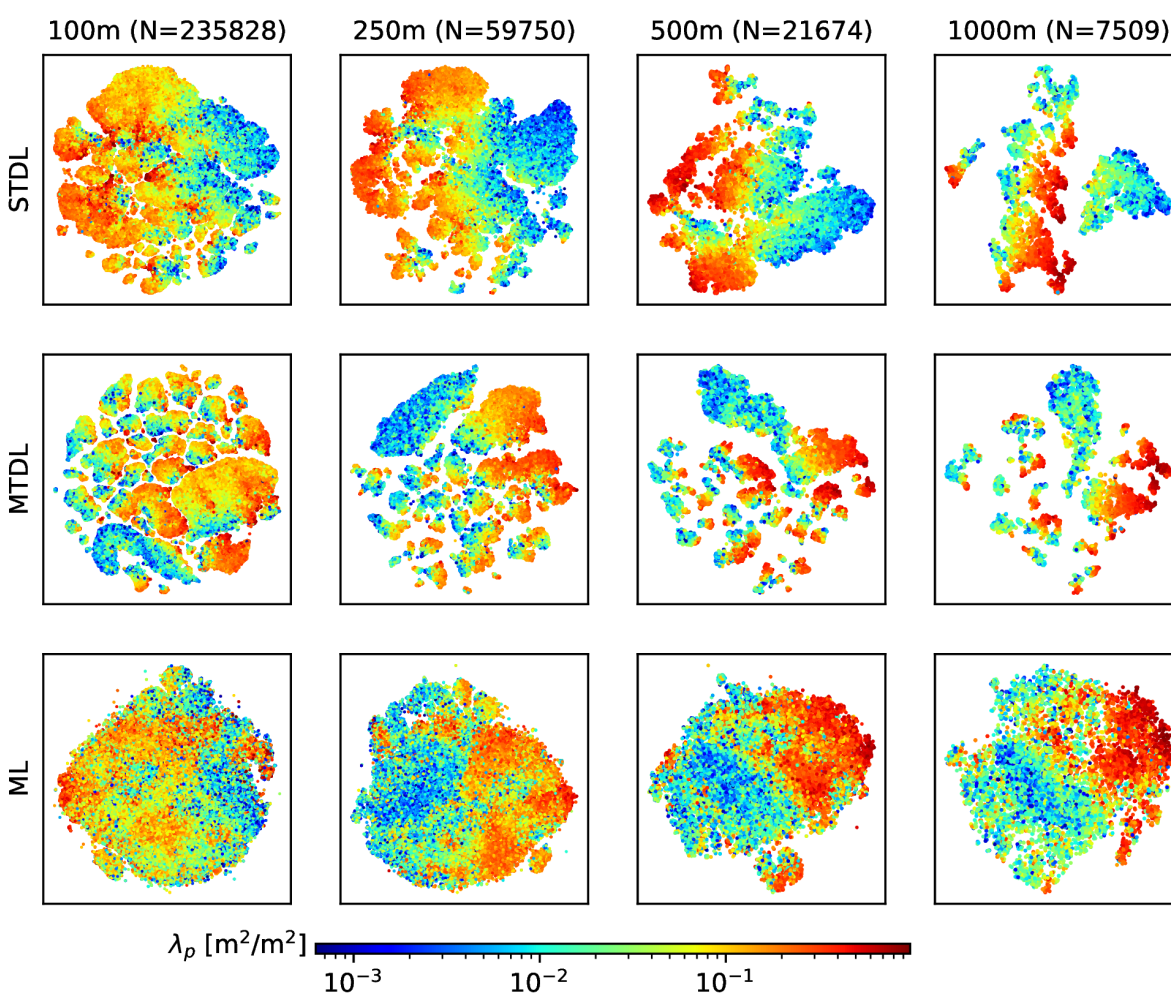 100m (N=235828) 250m (N=59750) 500m (N=21674) 1000m (N=7509)
STDL
MTDL
ML
λp [m²/m²]
10⁻³ 10⁻² 10⁻¹